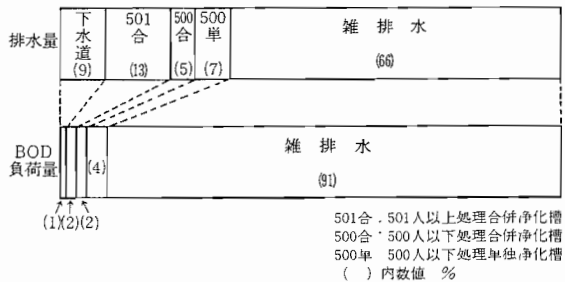 排水量
下水道
(9)
501
合
(13)
500
合
(5)
500
単
(7)
雑排水
(66)
BOD
負荷量
(4)
雑排水
(91)
(1)(2)(2)
501合.501人以上処理合併浄化槽
500合・500人以下処理合併浄化槽
500単 500人以下処理単独浄化槽
( )内数値 %